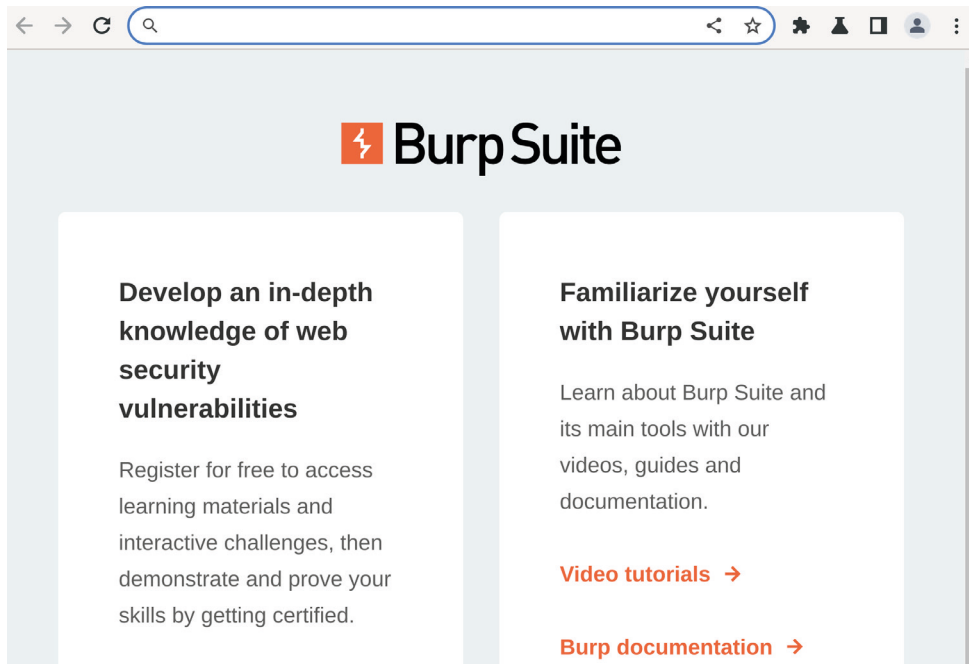 Burp Suite
Develop an in-depth
knowledge of web
security
vulnerabilities
Register for free to access
learning materials and
interactive challenges, then
demonstrate and prove your
skills by getting certified.
Familiarize yourself
with Burp Suite
Learn about Burp Suite and
its main tools with our
videos, guides and
documentation.
Video tutorials →
Burp documentation →